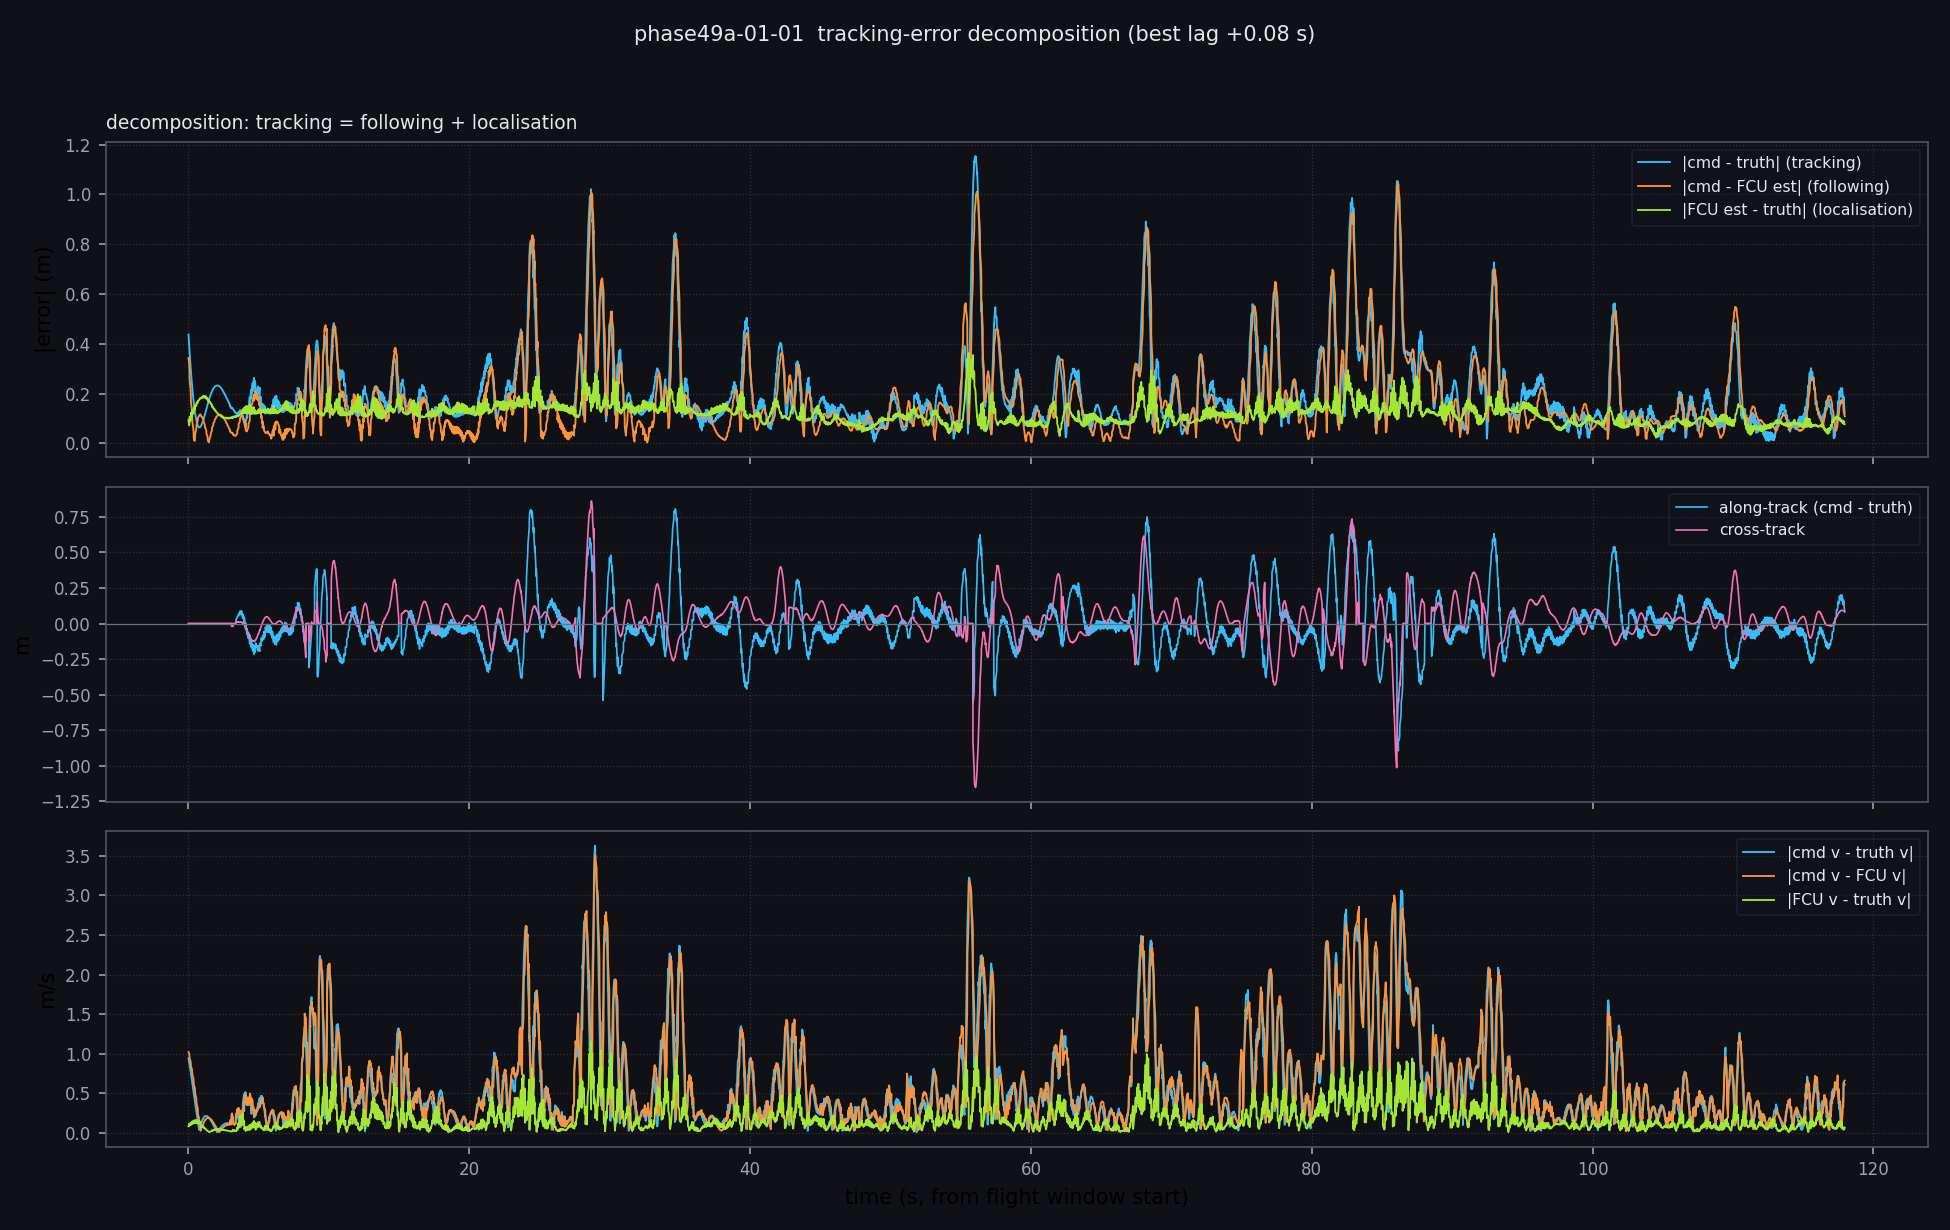 phase49a-01-01  tracking-error decomposition (best lag +0.08 s)
decomposition: tracking = following + localisation
|error| (m)
1.2
1.0
0.8
0.6
0.4
0.2
0.0
|cmd - truth| (tracking)
|cmd - FCU est| (following)
|FCU est - truth| (localisation)
m
0.75
0.50
0.25
0.00
−0.25
−0.50
−0.75
−1.00
−1.25
along-track (cmd - truth)
cross-track
m/s
3.5
3.0
2.5
2.0
1.5
1.0
0.5
0.0
|cmd v - truth v|
|cmd v - FCU v|
|FCU v - truth v|
0 20 40 60 80 100 120
time (s, from flight window start)